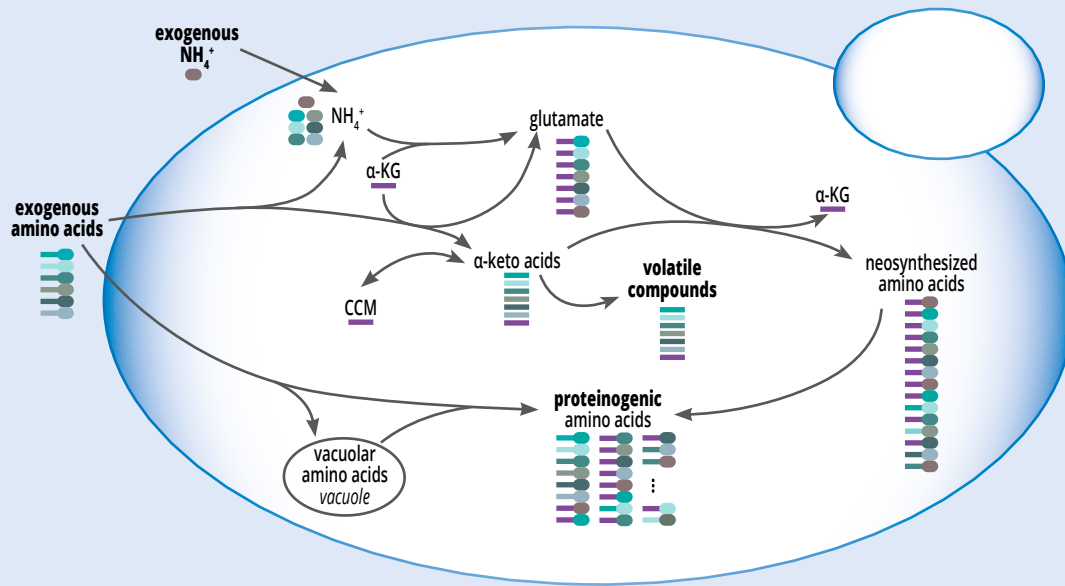 exogenous
NH₄⁺
NH₄⁺
glutamate
α-KG
α-KG
exogenous
amino acids
α-keto acids
volatile
compounds
neosynthesized
amino acids
CCM
proteinogenic
amino acids
vacuolar
amino acids
vacuole
⋮